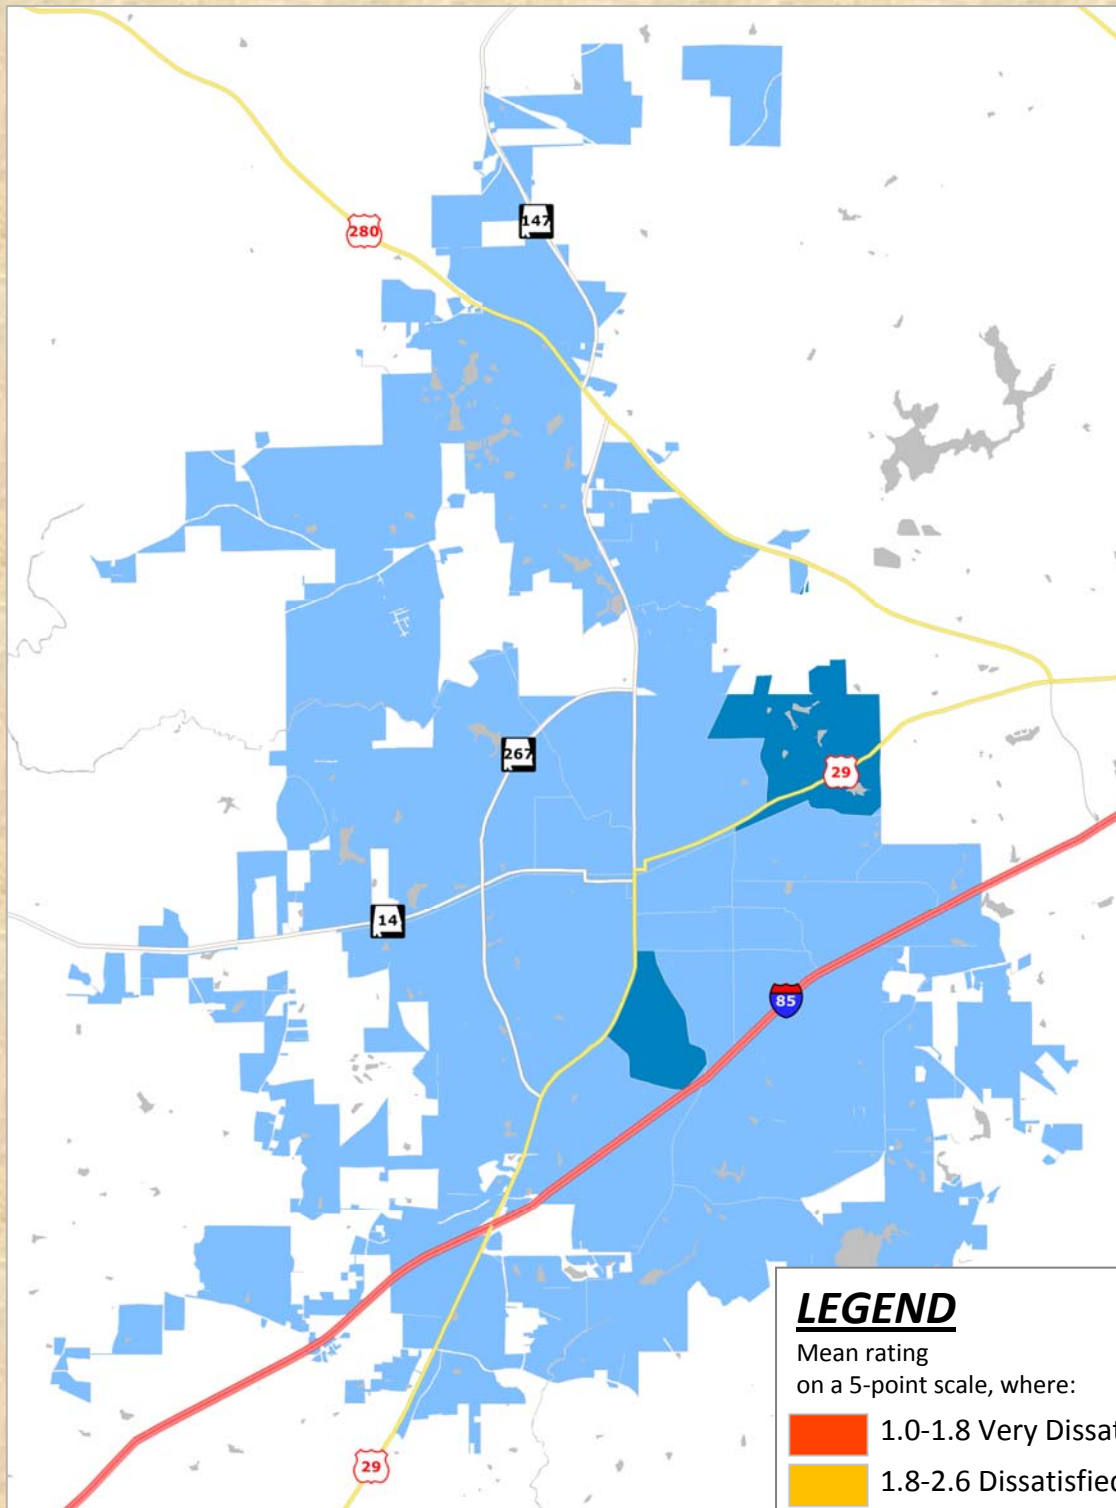 147
280
267
29
14
85
29
LEGEND
Mean rating
on a 5-point scale, where:
1.0-1.8 Very Dissat
1.8-2.6 Dissatisfied